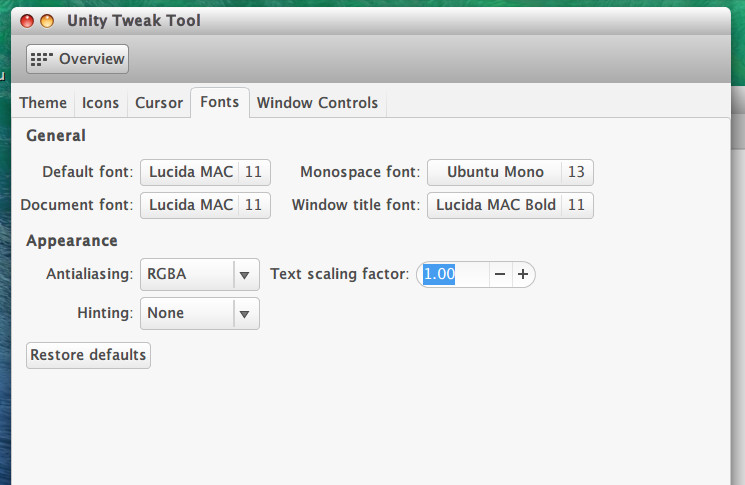 Unity Tweak Tool
Overview
Theme Icons Cursor Fonts Window Controls
General
Default font: Lucida MAC 11 Monospace font: Ubuntu Mono 13
Document font: Lucida MAC 11 Window title font: Lucida MAC Bold 11
Appearance
Antialiasing: RGBA Text scaling factor: 1.00 − +
Hinting: None
Restore defaults